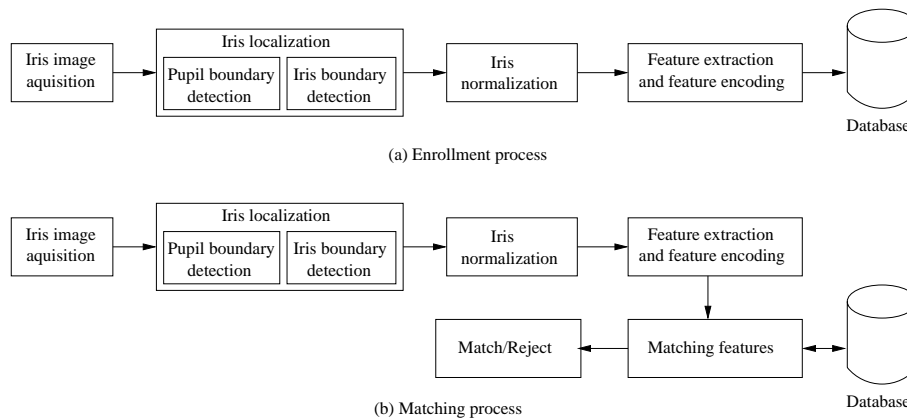 Iris image
aquisition
Iris localization
Pupil boundary
detection
Iris boundary
detection
Iris
normalization
Feature extraction
and feature encoding
Database
(a) Enrollment process
Iris image
aquisition
Iris localization
Pupil boundary
detection
Iris boundary
detection
Iris
normalization
Feature extraction
and feature encoding
Match/Reject
Matching features
Database
(b) Matching process